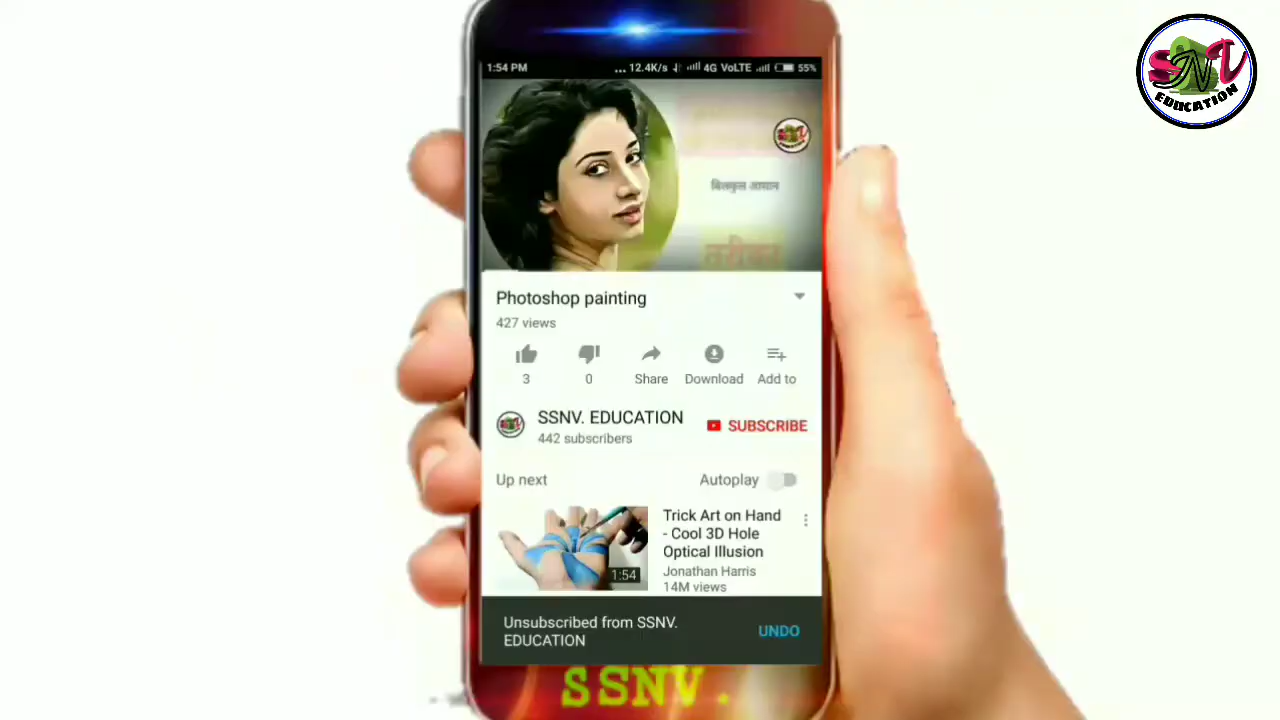 SNV
EDUCATION
1:54 PM
... 12.4K/s 4G VoLTE 55%
बिलकुल आसान
तरीका
Photoshop painting
427 views
3
0
Share
Download
Add to
SSNV. EDUCATION
442 subscribers
SUBSCRIBE
Up next
Autoplay
Trick Art on Hand
- Cool 3D Hole
Optical Illusion
Jonathan Harris
14M views
1:54
Unsubscribed from SSNV.
EDUCATION
UNDO
SSNV.